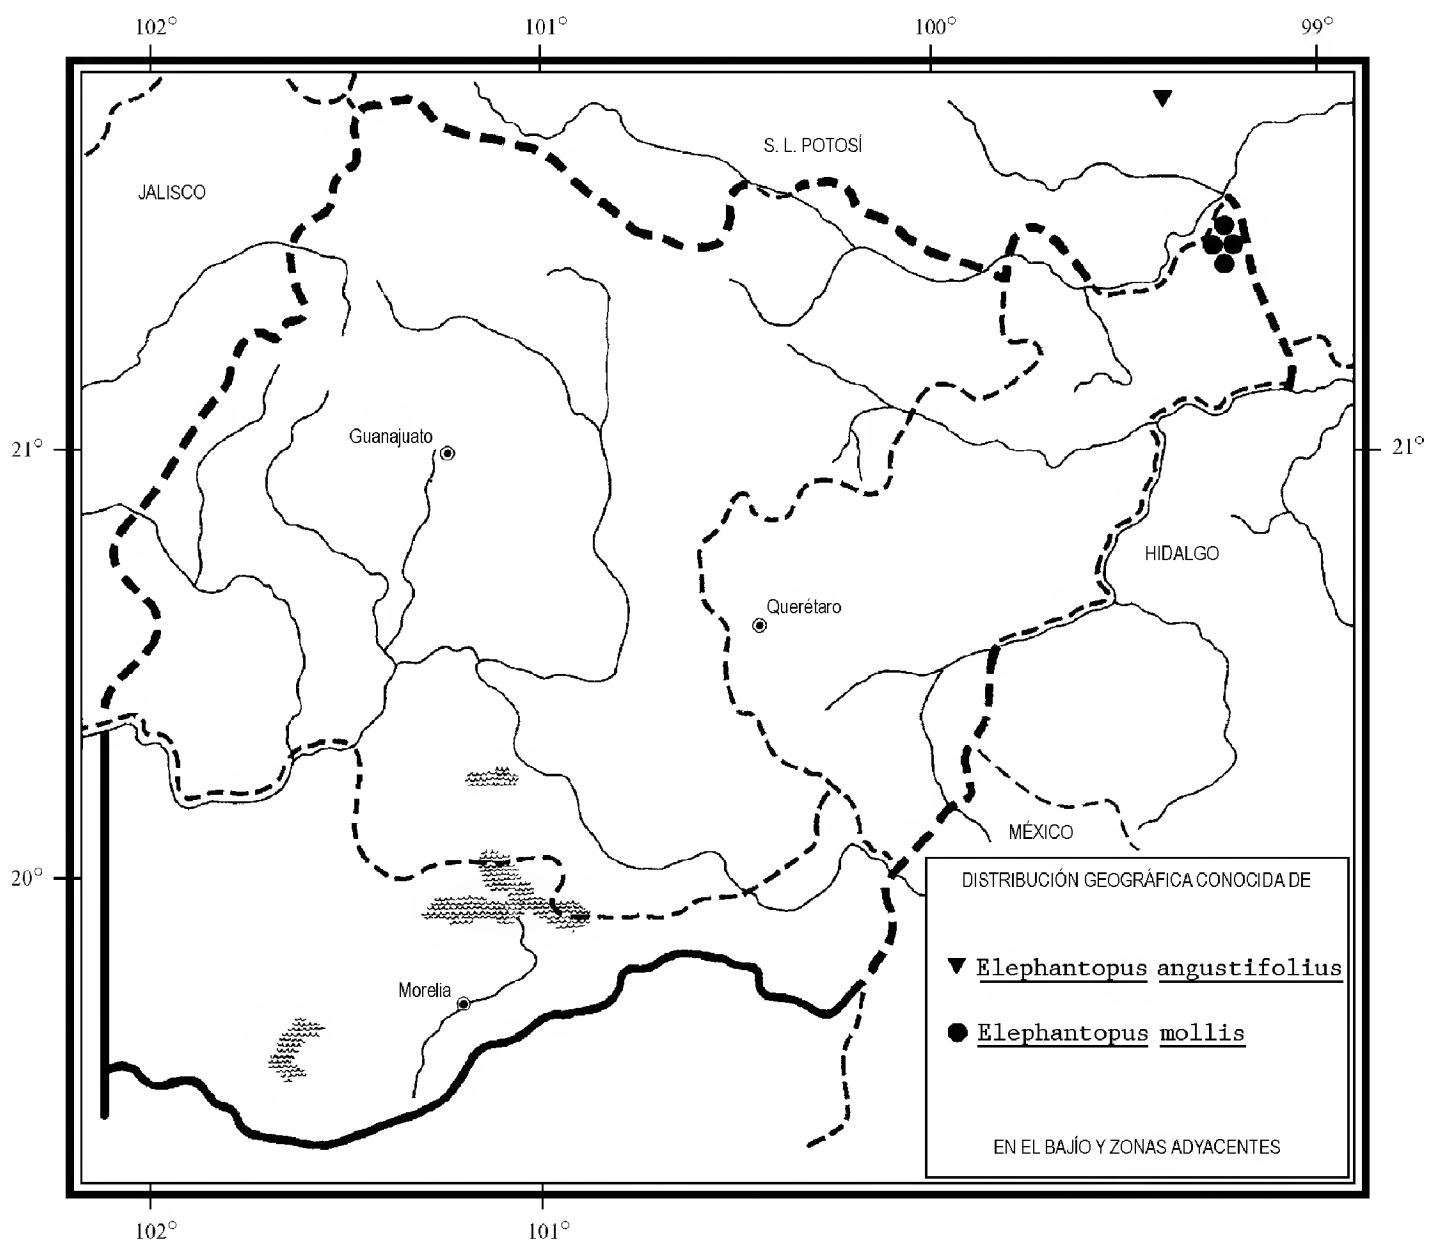 102° 101° 100° 99°
S. L. POTOSÍ
JALISCO
Guanajuato
21° 21°
HIDALGO
Querétaro
MÉXICO
20°
DISTRIBUCIÓN GEOGRÁFICA CONOCIDA DE
Elephantopus angustifolius
Morelia
Elephantopus mollis
EN EL BAJÍO Y ZONAS ADYACENTES
102° 101°